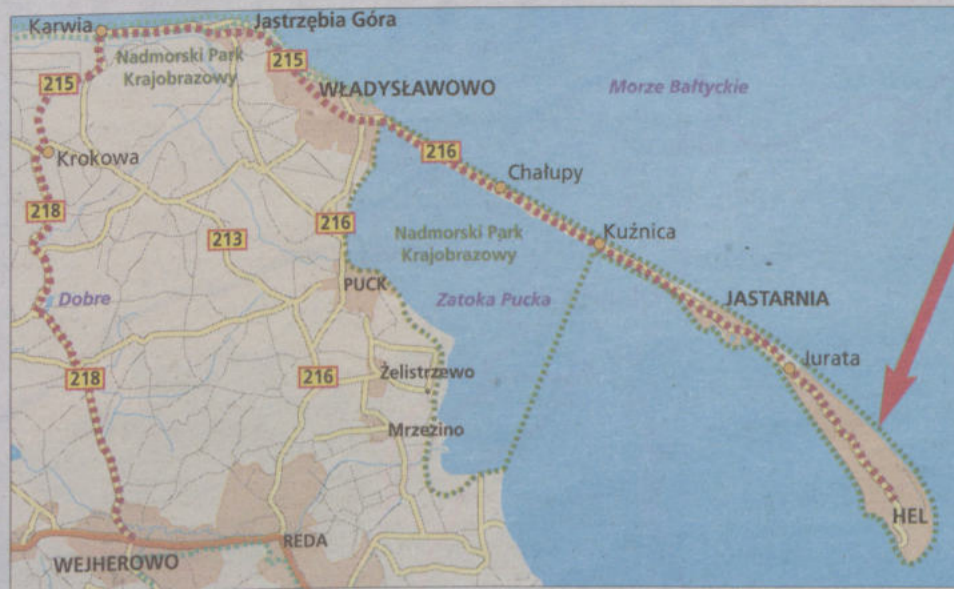 Karwia
Jastrzębia Góra
Nadmorski Park
Krajobrazowy
215
215
WŁADYSŁAWOWO
Morze Bałtyckie
Krokowa
216
Chałupy
218
213
216
Nadmorski Park
Krajobrazowy
Kuźnica
PUCK
Dobre
Zatoka Pucka
JASTARNIA
218
216
Żelistrzewo
Jurata
Mrzezino
HEL
REDA
WEJHEROWO